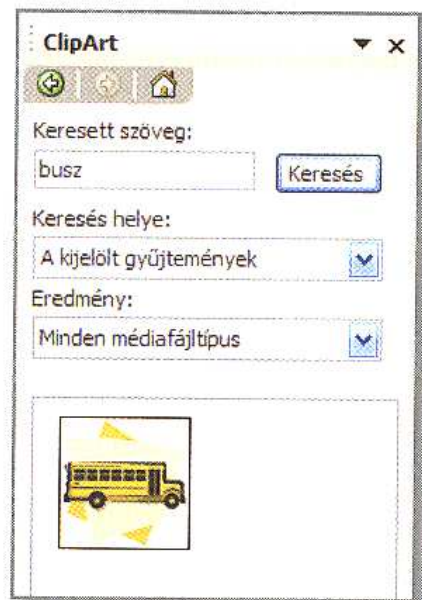 ClipArt
Keresett szöveg:
busz
Keresés
Keresés helye:
A kijelölt gyűjtemények
Eredmény:
Minden médiafájltípus